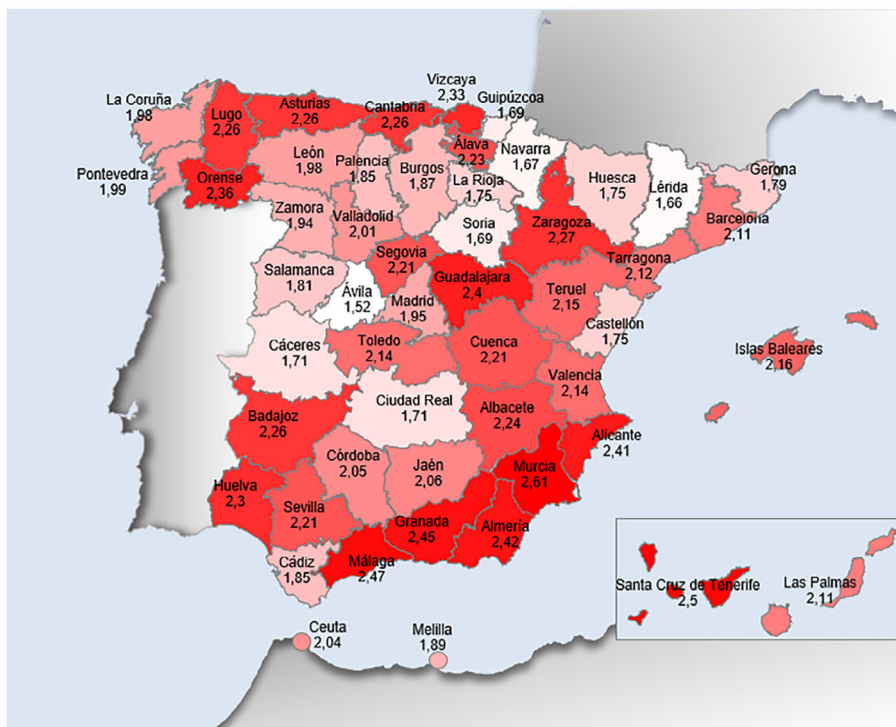 Vizcaya
2,33
Guipúzcoa
1,69
La Coruña
1,98
Lugo
2,26
Asturias
2,26
Cantabria
2,26
Álava
2,23
Navarra
1,67
Pontevedra
1,99
Orense
2,36
León
1,98
Palencia
1,85
Burgos
1,87
La Rioja
1,75
Huesca
1,75
Lérida
1,66
Gerona
1,79
Zamora
1,94
Valladolid
2,01
Soria
1,69
Zaragoza
2,27
Barcelona
2,11
Tarragona
2,12
Segovia
2,21
Salamanca
1,81
Ávila
1,52
Madrid
1,95
Guadalajara
2,4
Teruel
2,15
Castellón
1,75
Cáceres
1,71
Toledo
2,14
Cuenca
2,21
Islas Baleares
2,16
Valencia
2,14
Badajoz
2,26
Ciudad Real
1,71
Albacete
2,24
Alicante
2,41
Córdoba
2,05
Jaén
2,06
Murcia
2,61
Huelva
2,3
Sevilla
2,21
Granada
2,45
Almería
2,42
Cádiz
1,85
Málaga
2,47
Santa Cruz de Tenerife
2,5
Las Palmas
2,11
Ceuta
2,04
Melilla
1,89